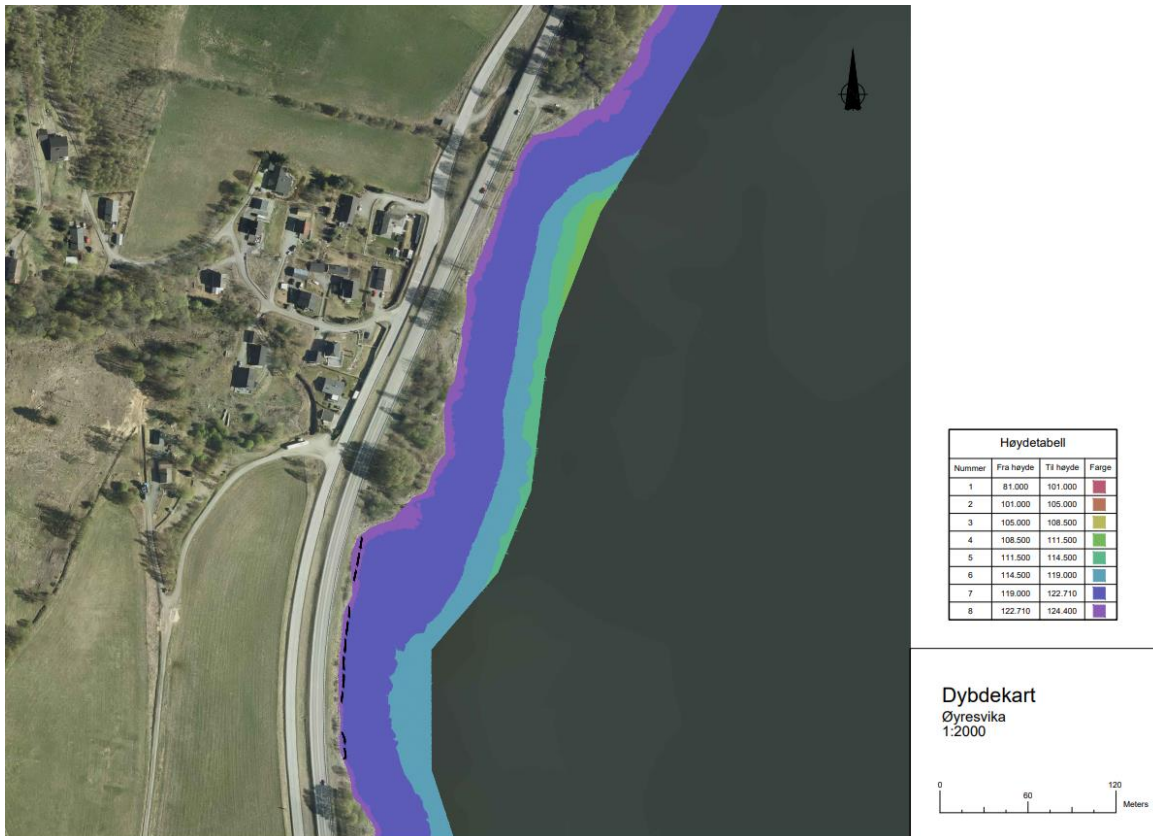 Høydetabell
Nummer Fra høyde Til høyde Farge
1 81.000 101.000
2 101.000 105.000
3 105.000 108.500
4 108.500 111.500
5 111.500 114.500
6 114.500 119.000
7 119.000 122.710
8 122.710 124.400
Dybdekart
Øyresvika
1:2000
0 60 120
Meters